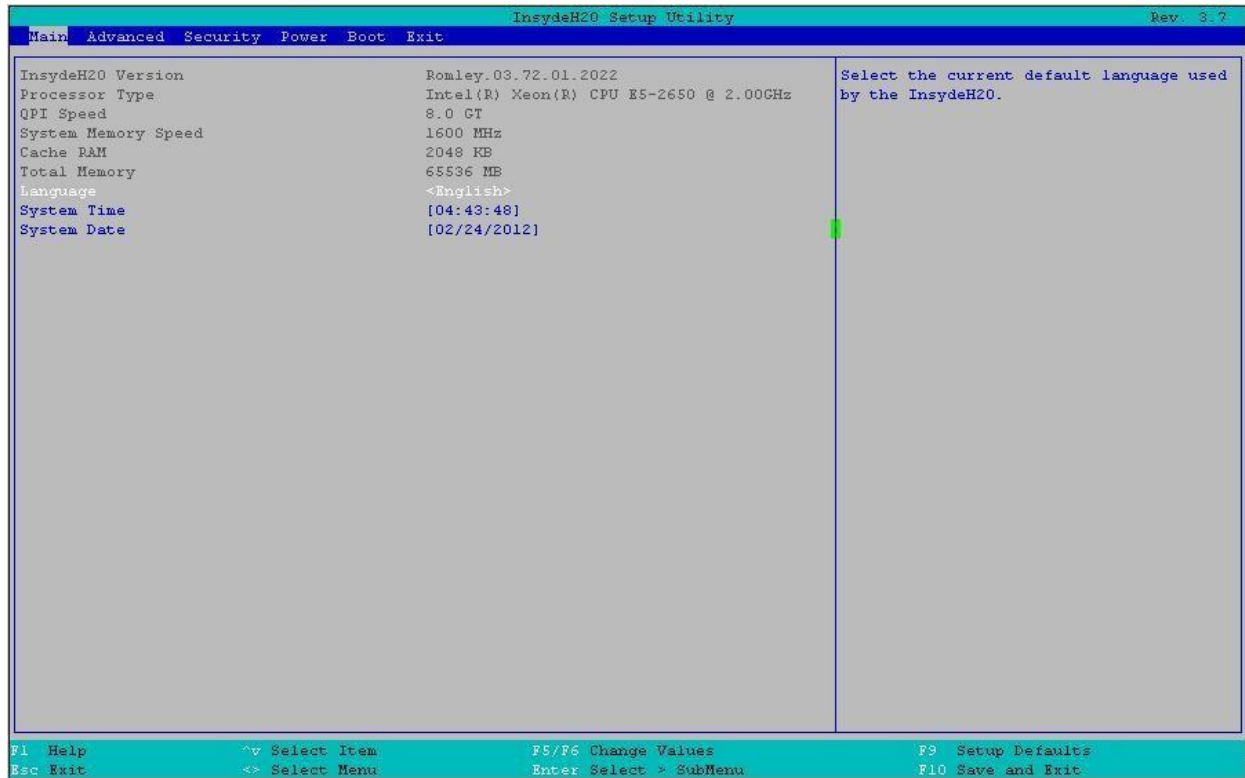 InsydeH20 Setup Utility Rev. 3.7
Main Advanced Security Power Boot Exit
InsydeH20 Version Romley.03.72.01.2022
Processor Type Intel(R) Xeon(R) CPU E5-2650 @ 2.00GHz
QPI Speed 8.0 GT
System Memory Speed 1600 MHz
Cache RAM 2048 KB
Total Memory 65536 MB
Language <English>
System Time [04:43:48]
System Date [02/24/2012]
Select the current default language used
by the InsydeH20.
F1 Help ^v Select Item F5/F6 Change Values F9 Setup Defaults
Esc Exit <> Select Menu Enter Select > SubMenu F10 Save and Exit